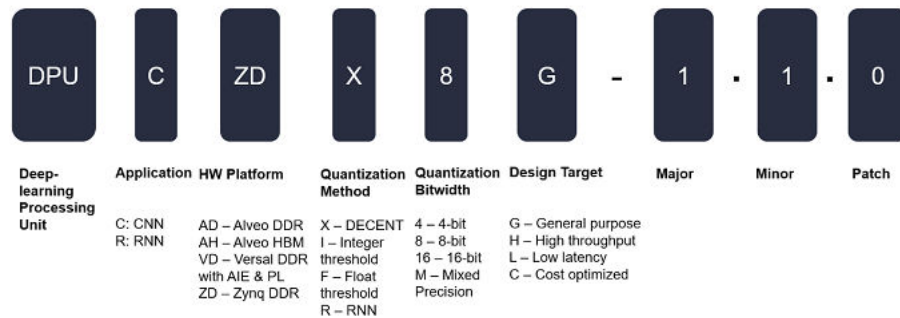 DPU C ZD X 8 G - 1 . 1 . 0
Deep-learning Processing Unit
Application
C: CNN
R: RNN
HW Platform
AD – Alveo DDR
AH – Alveo HBM
VD – Versal DDR
with AIE & PL
ZD – Zynq DDR
Quantization
Method
X – DECENT
I – Integer
threshold
F – Float
threshold
R – RNN
Quantization
Bitwidth
4 – 4-bit
8 – 8-bit
16 – 16-bit
M – Mixed
Precision
Design Target
G – General purpose
H – High throughput
L – Low latency
C – Cost optimized
Major
Minor
Patch